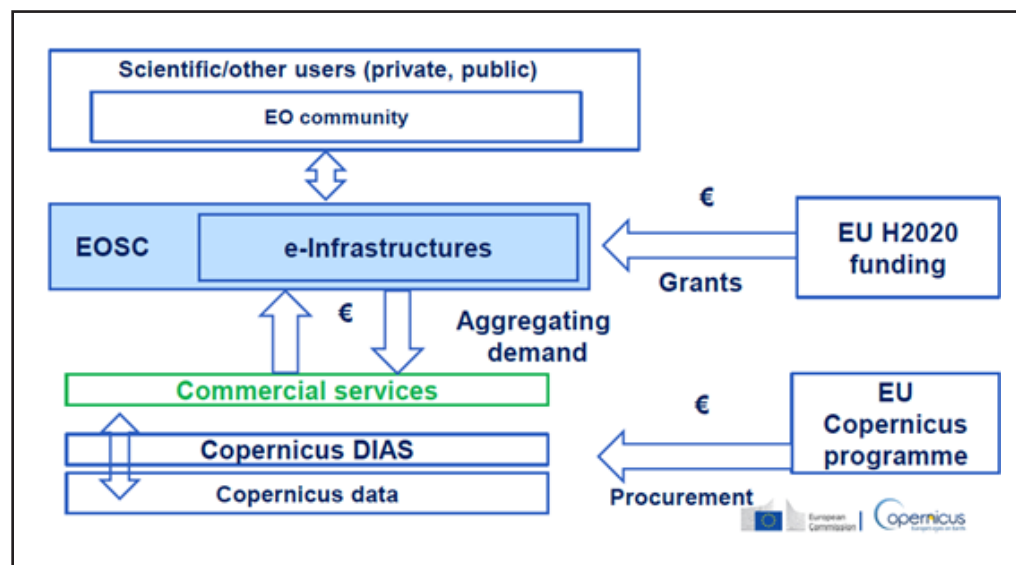 Scientific/other users (private, public)
EO community
EOSC
e-Infrastructures
€
EU H2020
funding
Grants
€
Aggregating
demand
Commercial services
€
EU
Copernicus
programme
Copernicus DIAS
Copernicus data
Procurement
European
Commission
opernicus